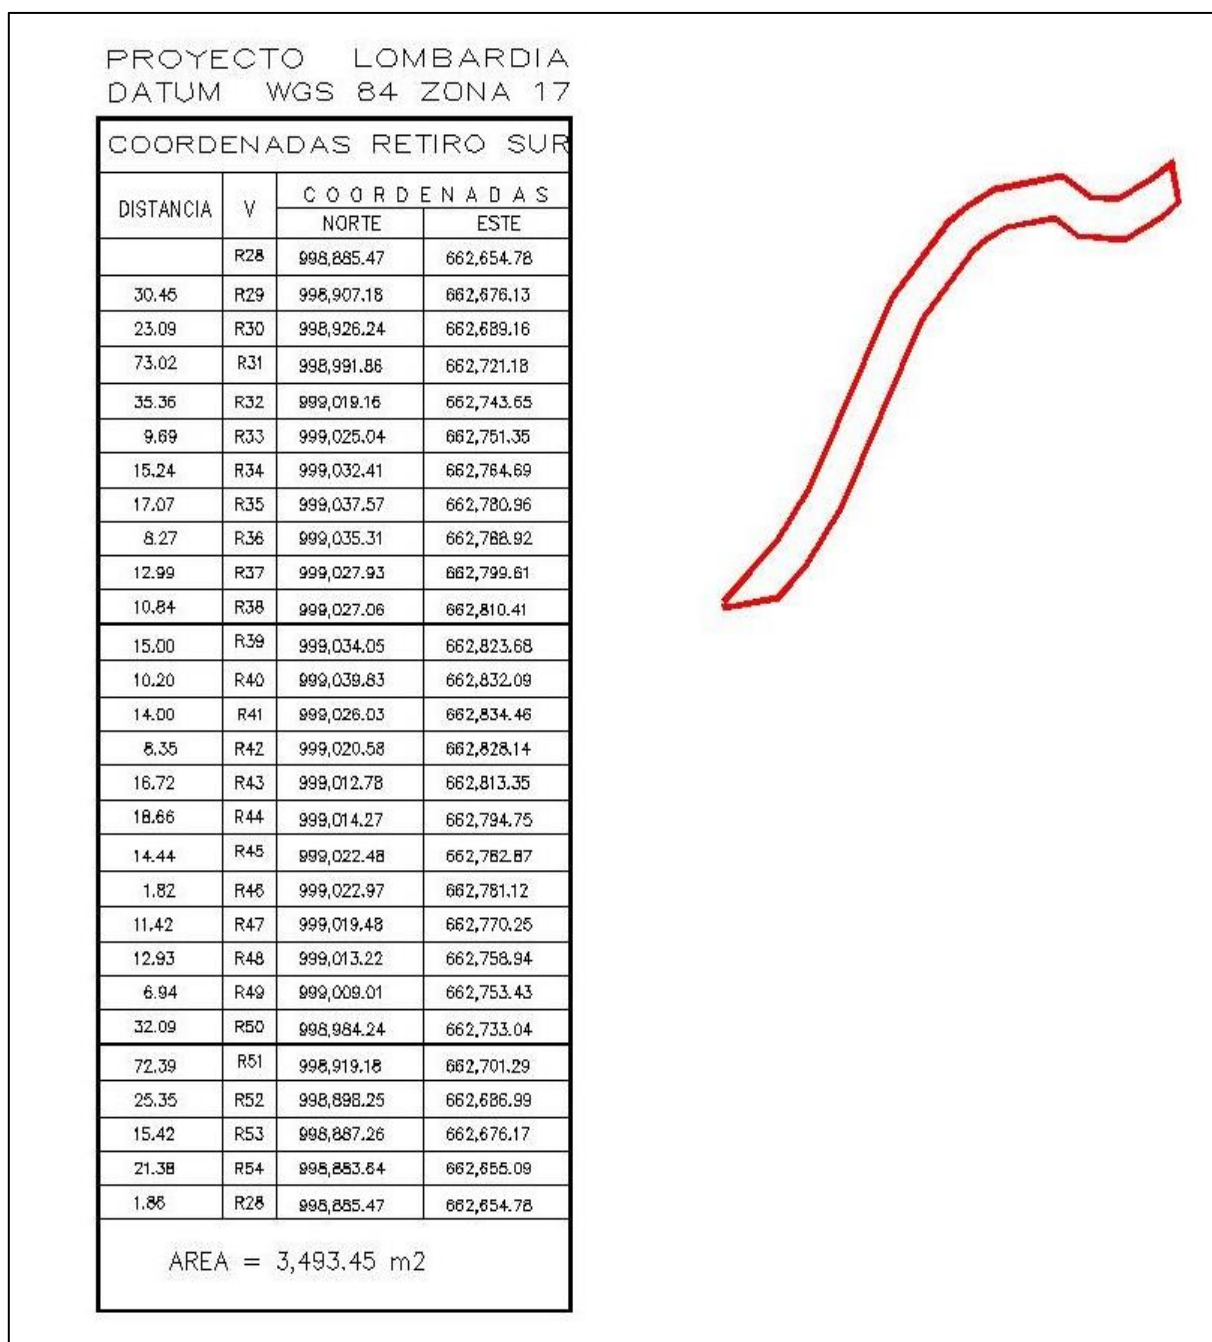 PROYECTO LOMBARDIA
DATUM WGS 84 ZONA 17
COORDENADAS RETIRO SUR
DISTANCIA V COORDENADAS
NORTE ESTE
R28 998,885.47 662,654.78
30.45 R29 998,907.18 662,676.13
23.09 R30 998,926.24 662,689.16
73.02 R31 998,991.86 662,721.18
35.36 R32 999,019.16 662,743.65
9.69 R33 999,025.04 662,751.35
15.24 R34 999,032.41 662,764.69
17.07 R35 999,037.57 662,780.96
8.27 R36 999,035.31 662,788.92
12.99 R37 999,027.93 662,799.61
10.84 R38 999,027.06 662,810.41
15.00 R39 999,034.05 662,823.68
10.20 R40 999,039.83 662,832.09
14.00 R41 999,026.03 662,834.46
8.35 R42 999,020.58 662,828.14
16.72 R43 999,012.78 662,813.35
18.66 R44 999,014.27 662,794.75
14.44 R45 999,022.48 662,782.87
1.82 R46 999,022.97 662,781.12
11.42 R47 999,019.48 662,770.25
12.93 R48 999,013.22 662,758.94
6.94 R49 999,009.01 662,753.43
32.09 R50 998,984.24 662,733.04
72.39 R51 998,919.18 662,701.29
25.35 R52 998,898.25 662,686.99
15.42 R53 998,887.26 662,676.17
21.38 R54 998,883.64 662,655.09
1.86 R28 998,885.47 662,654.78
AREA = 3,493.45 m2